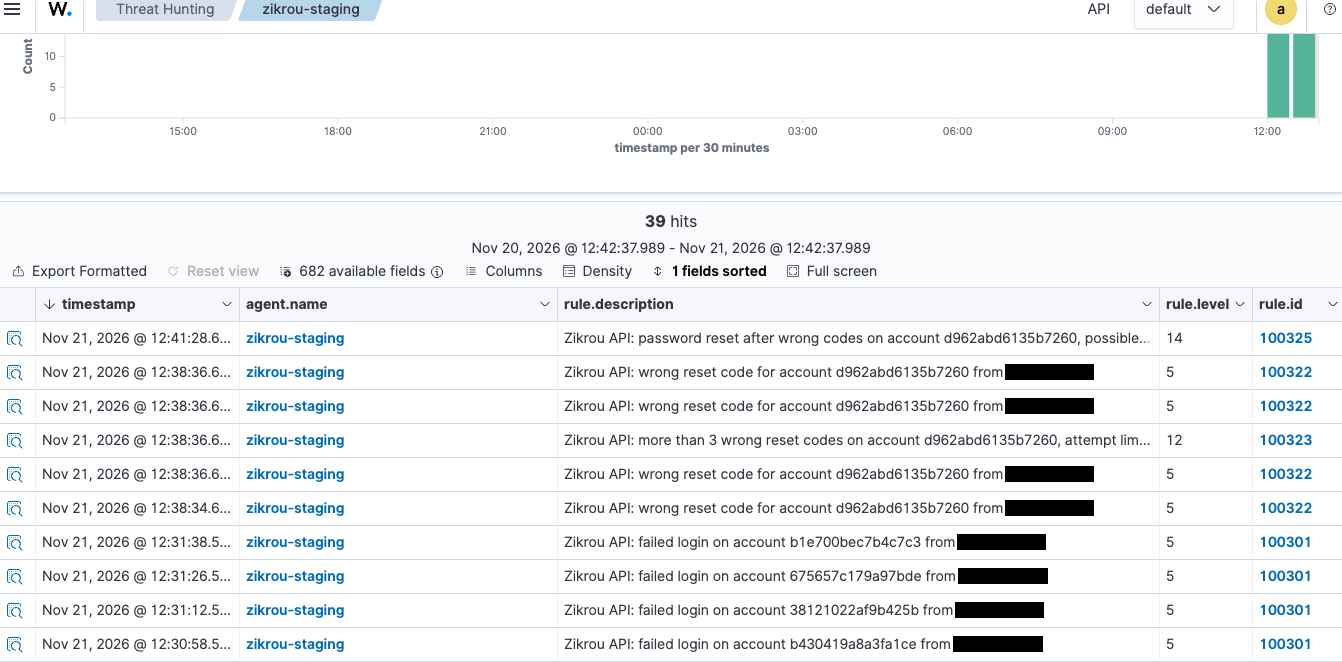 W. Threat Hunting zikrou-staging API default a
Count
10
5
0
15:00 18:00 21:00 00:00 03:00 06:00 09:00 12:00
timestamp per 30 minutes
39 hits
Nov 20, 2026 @ 12:42:37.989 - Nov 21, 2026 @ 12:42:37.989
Export Formatted Reset view 682 available fields Columns Density 1 fields sorted Full screen
timestamp agent.name rule.description rule.level rule.id
Nov 21, 2026 @ 12:41:28.6... zikrou-staging Zikrou API: password reset after wrong codes on account d962abd6135b7260, possible... 14 100325
Nov 21, 2026 @ 12:38:36.6... zikrou-staging Zikrou API: wrong reset code for account d962abd6135b7260 from 5 100322
Nov 21, 2026 @ 12:38:36.6... zikrou-staging Zikrou API: wrong reset code for account d962abd6135b7260 from 5 100322
Nov 21, 2026 @ 12:38:36.6... zikrou-staging Zikrou API: more than 3 wrong reset codes on account d962abd6135b7260, attempt lim... 12 100323
Nov 21, 2026 @ 12:38:36.6... zikrou-staging Zikrou API: wrong reset code for account d962abd6135b7260 from 5 100322
Nov 21, 2026 @ 12:38:34.6... zikrou-staging Zikrou API: wrong reset code for account d962abd6135b7260 from 5 100322
Nov 21, 2026 @ 12:31:38.5... zikrou-staging Zikrou API: failed login on account b1e700bec7b4c7c3 from 5 100301
Nov 21, 2026 @ 12:31:26.5... zikrou-staging Zikrou API: failed login on account 675657c179a97bde from 5 100301
Nov 21, 2026 @ 12:31:12.5... zikrou-staging Zikrou API: failed login on account 38121022af9b425b from 5 100301
Nov 21, 2026 @ 12:30:58.5... zikrou-staging Zikrou API: failed login on account b430419a8a3fa1ce from 5 100301